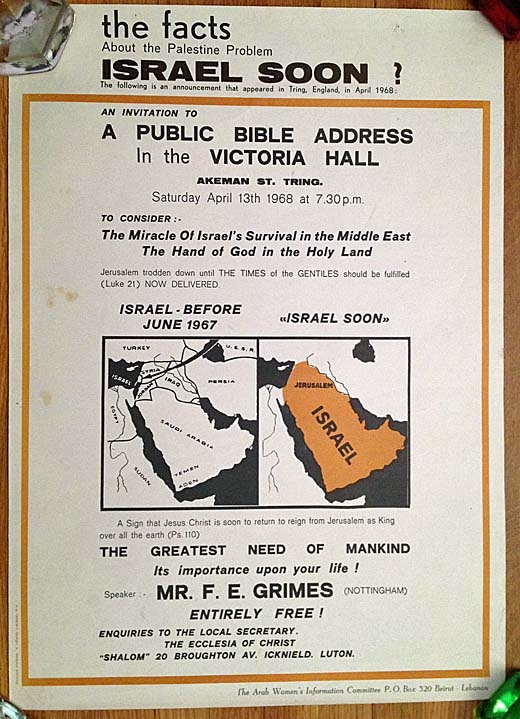 the facts
About the Palestine Problem
ISRAEL SOON ?
The following is an announcement that appeared in Tring, England, in April 1968:
AN INVITATION TO
A PUBLIC BIBLE ADDRESS
In the VICTORIA HALL
AKEMAN ST. TRING.
Saturday April 13th 1968 at 7.30 p.m.
TO CONSIDER :-
The Miracle Of Israel's Survival in the Middle East
The Hand of God in the Holy Land
Jerusalem trodden down until THE TIMES of the GENTILES should be fulfilled
(Luke 21) NOW DELIVERED.
ISRAEL - BEFORE
JUNE 1967
«ISRAEL SOON»
TURKEY
U.S.S.R.
SYRIA
ISRAEL
IRAQ
PERSIA
EGYPT
SAUDI ARABIA
SUDAN
YEMEN
ADEN
JERUSALEM
ISRAEL
A Sign that Jesus Christ is soon to return to reign from Jerusalem as King
over all the earth (Ps. 110)
THE GREATEST NEED OF MANKIND
Its importance upon your life !
Speaker :- MR. F. E. GRIMES (NOTTINGHAM)
ENTIRELY FREE !
ENQUIRIES TO THE LOCAL SECRETARY.
THE ECCLESIA OF CHRIST
"SHALOM" 20 BROUGHTON AV. ICKNIELD. LUTON.
The Arab Women's Information Committee P. O. Box 320 Beirut - Lebanon